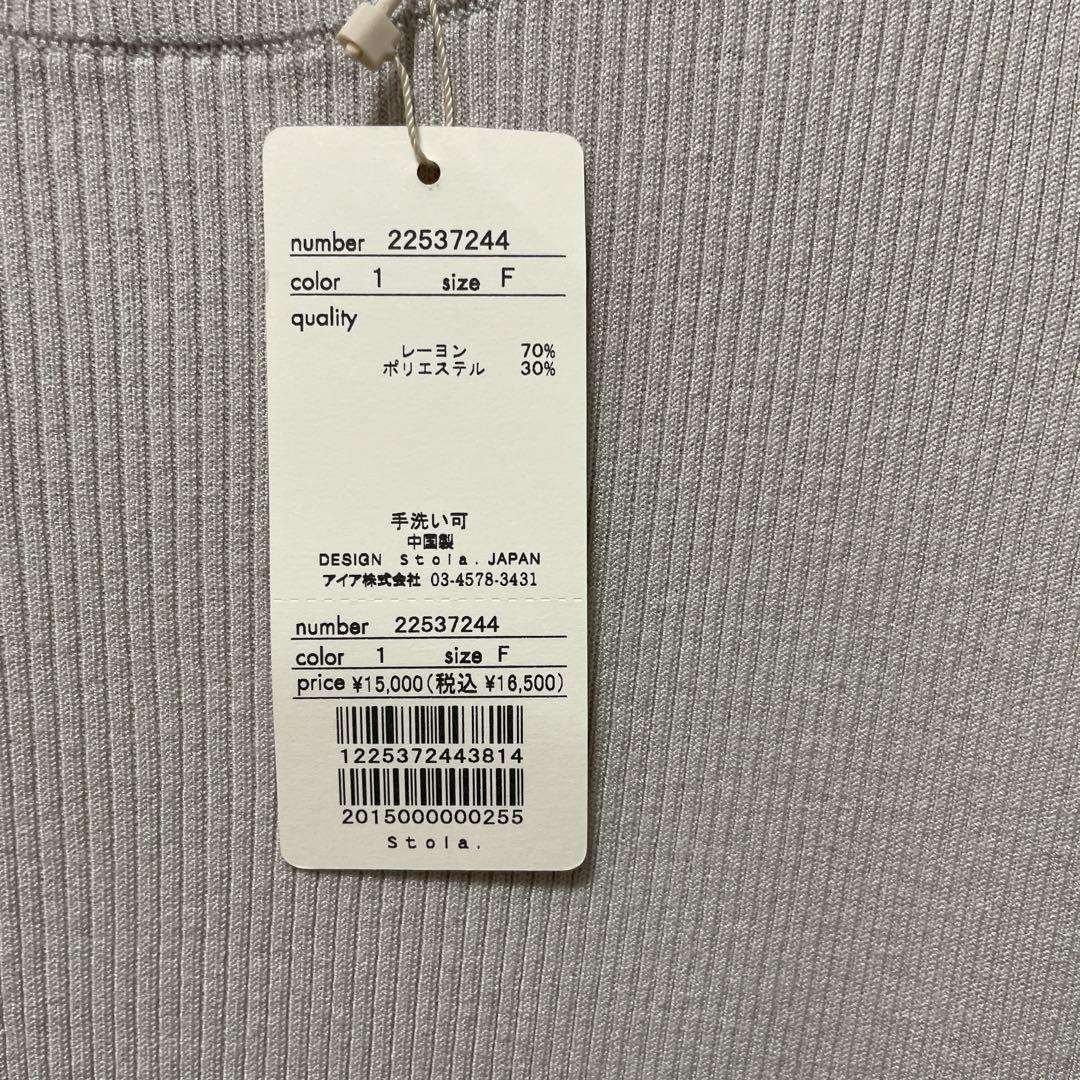 number 22537244
color 1 size F
quality
レーヨン 70%
ポリエステル 30%
手洗い可
中国製
DESIGN Stola. JAPAN
アイア株式会社 03-4578-3431
number 22537244
color 1 size F
price ¥15,000(税込 ¥16,500)
1225372443814
2015000000255
Stola.